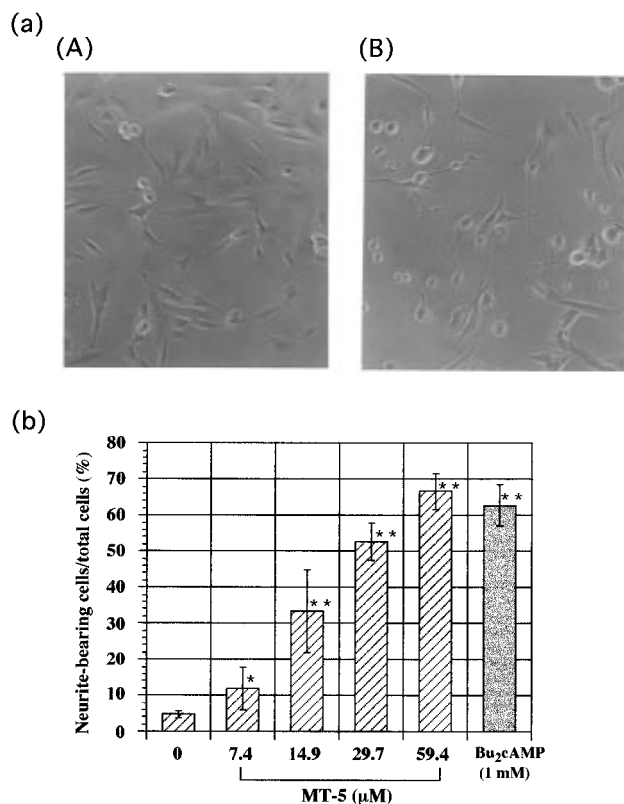 (a)
(A)
(B)
(b)
Neurite-bearing cells/total cells (%)
80
70
60
50
40
30
20
10
0
*
**
**
**
**
0 7.4 14.9 29.7 59.4 Bu₂cAMP
(1 mM)
MT-5 (μM)